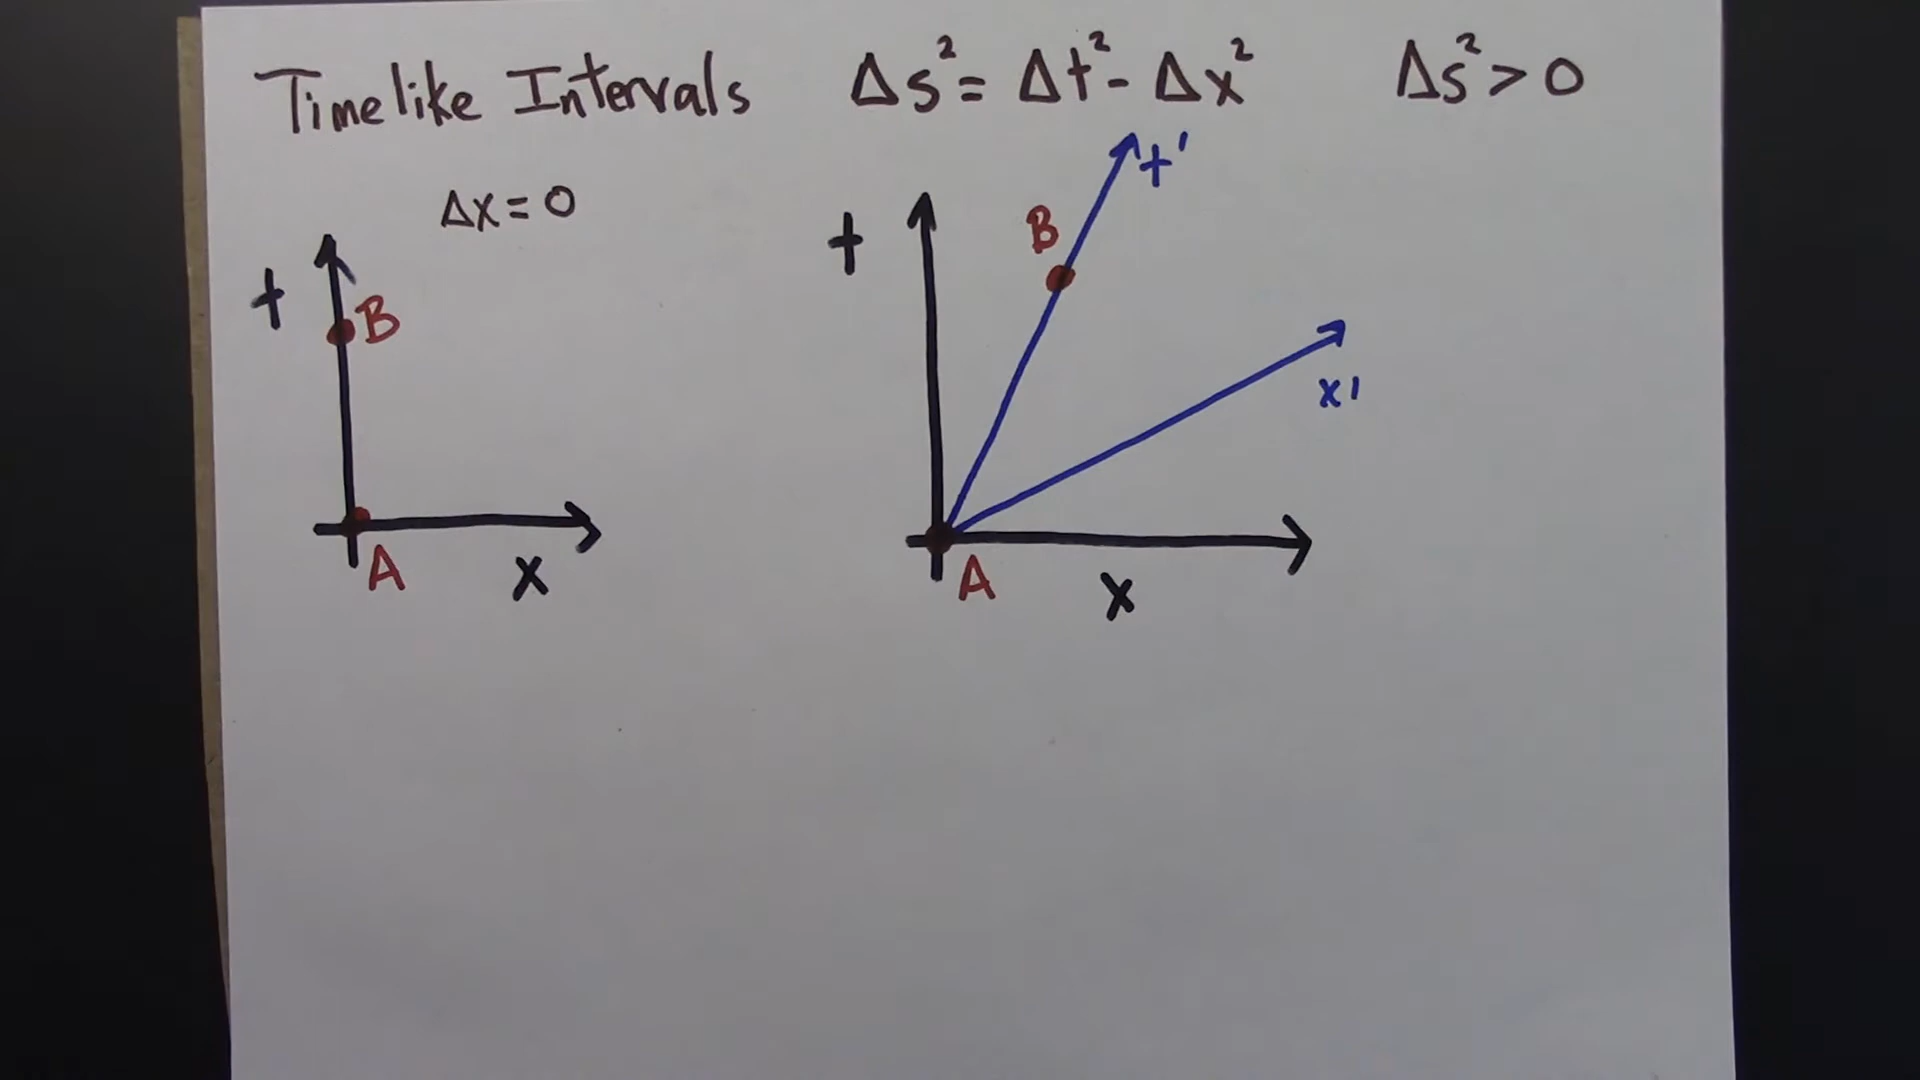 Timelike Intervals Δs² = Δt² - Δx² Δs² > 0
Δx = 0
t
B
A
x
t'
t
B
x'
A
x